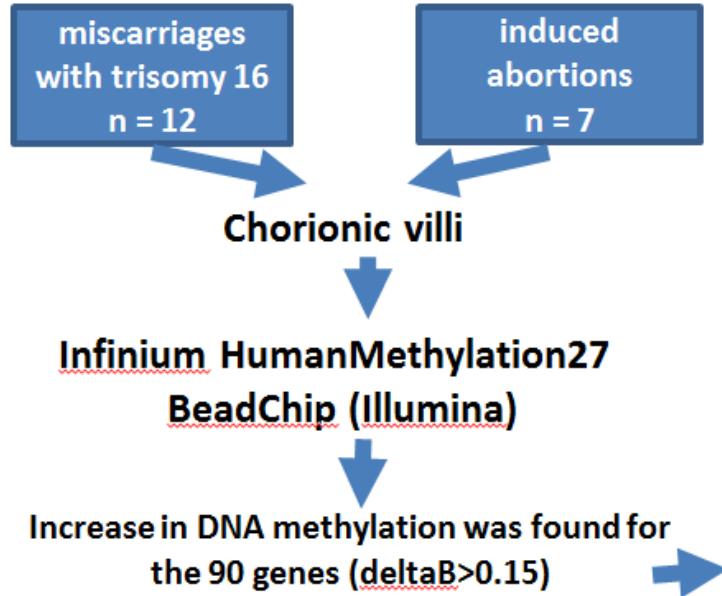 miscarriages
with trisomy 16
n = 12
induced
abortions
n = 7
Chorionic villi
Infinium HumanMethylation27
BeadChip (Illumina)
Increase in DNA methylation was found for
the 90 genes (deltaB>0.15)